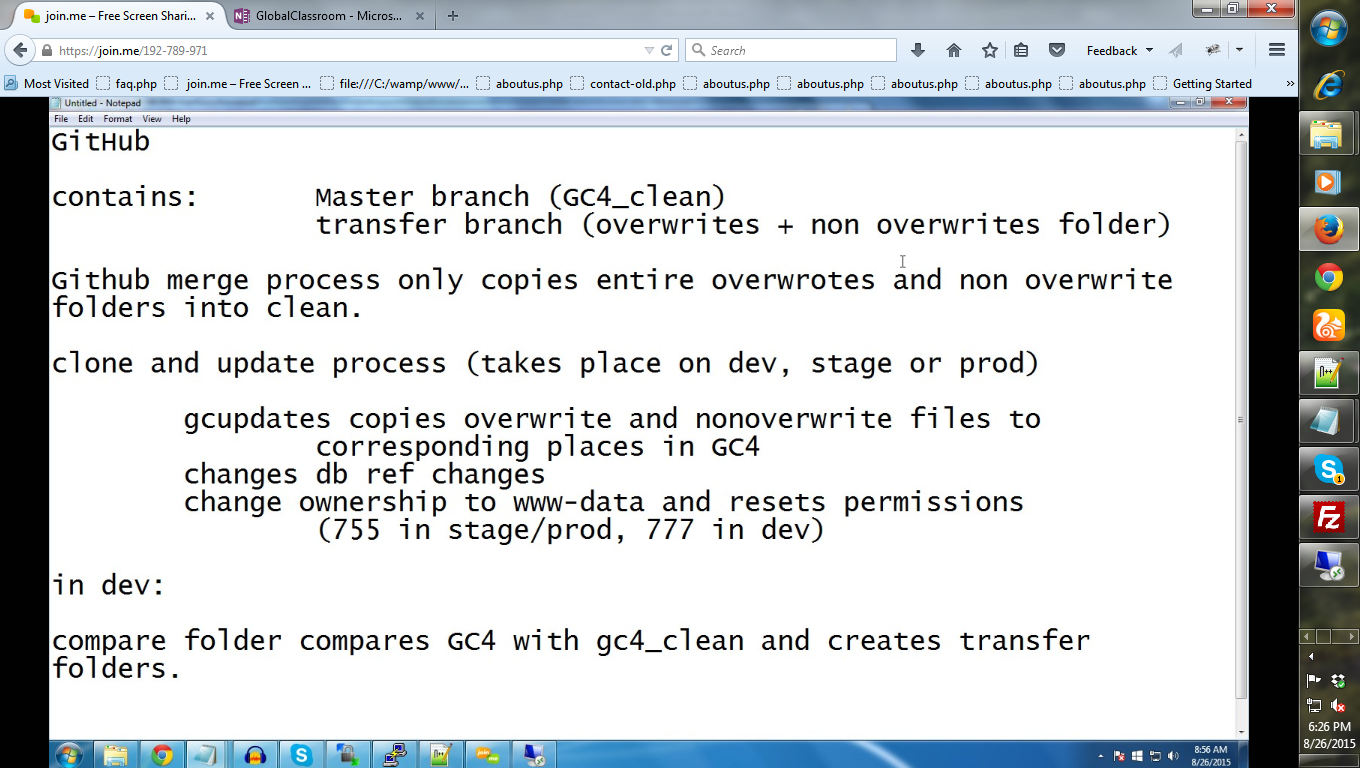 join.me – Free Screen Shari...
GlobalClassroom - Micros...
https://join.me/192-789-971
Search
Feedback
Most Visited
faq.php
join.me – Free Screen ...
file:///C:/wamp/www/...
aboutus.php
contact-old.php
aboutus.php
aboutus.php
aboutus.php
aboutus.php
aboutus.php
Getting Started
Untitled - Notepad
File Edit Format View Help
GitHub
contains: Master branch (GC4_clean)
transfer branch (overwrites + non overwrites folder)
Github merge process only copies entire overwrotes and non overwrite
folders into clean.
clone and update process (takes place on dev, stage or prod)
gcupdates copies overwrite and nonoverwrite files to
corresponding places in GC4
changes db ref changes
change ownership to www-data and resets permissions
(755 in stage/prod, 777 in dev)
in dev:
compare folder compares GC4 with gc4_clean and creates transfer
folders.
8:56 AM
8/26/2015
6:26 PM
8/26/2015